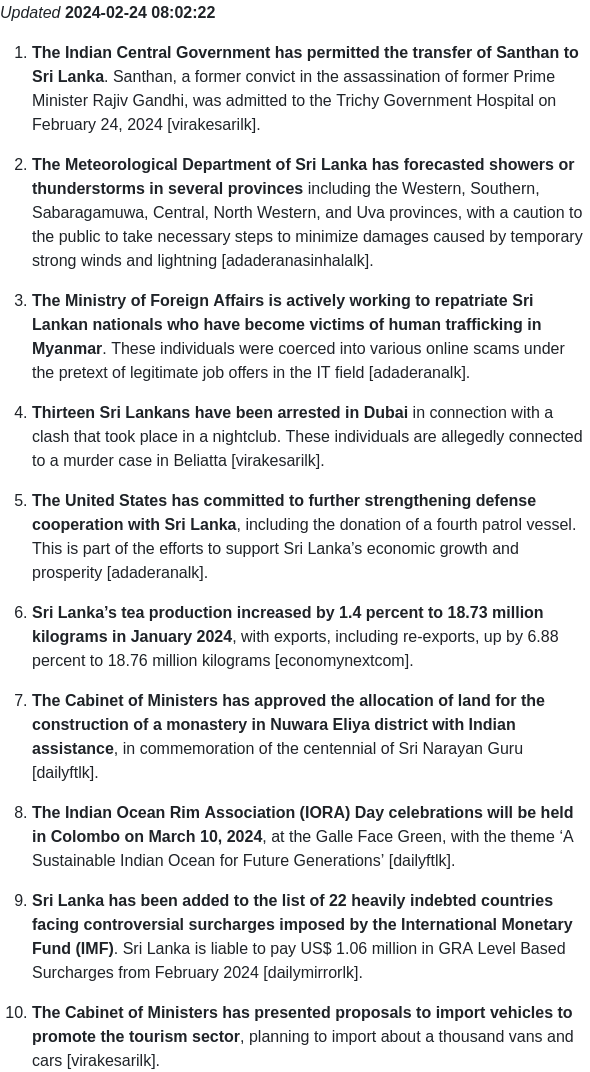 Updated 2024-02-24 08:02:22
1. The Indian Central Government has permitted the transfer of Santhan to
Sri Lanka. Santhan, a former convict in the assassination of former Prime
Minister Rajiv Gandhi, was admitted to the Trichy Government Hospital on
February 24, 2024 [virakesarilk].
2. The Meteorological Department of Sri Lanka has forecasted showers or
thunderstorms in several provinces including the Western, Southern,
Sabaragamuwa, Central, North Western, and Uva provinces, with a caution to
the public to take necessary steps to minimize damages caused by temporary
strong winds and lightning [adaderanasinhalalk].
3. The Ministry of Foreign Affairs is actively working to repatriate Sri
Lankan nationals who have become victims of human trafficking in
Myanmar. These individuals were coerced into various online scams under
the pretext of legitimate job offers in the IT field [adaderanalk].
4. Thirteen Sri Lankans have been arrested in Dubai in connection with a
clash that took place in a nightclub. These individuals are allegedly connected
to a murder case in Beliatta [virakesarilk].
5. The United States has committed to further strengthening defense
cooperation with Sri Lanka, including the donation of a fourth patrol vessel.
This is part of the efforts to support Sri Lanka’s economic growth and
prosperity [adaderanalk].
6. Sri Lanka’s tea production increased by 1.4 percent to 18.73 million
kilograms in January 2024, with exports, including re-exports, up by 6.88
percent to 18.76 million kilograms [economynextcom].
7. The Cabinet of Ministers has approved the allocation of land for the
construction of a monastery in Nuwara Eliya district with Indian
assistance, in commemoration of the centennial of Sri Narayan Guru
[dailyftlk].
8. The Indian Ocean Rim Association (IORA) Day celebrations will be held
in Colombo on March 10, 2024, at the Galle Face Green, with the theme ‘A
Sustainable Indian Ocean for Future Generations’ [dailyftlk].
9. Sri Lanka has been added to the list of 22 heavily indebted countries
facing controversial surcharges imposed by the International Monetary
Fund (IMF). Sri Lanka is liable to pay US$ 1.06 million in GRA Level Based
Surcharges from February 2024 [dailymirrorlk].
10. The Cabinet of Ministers has presented proposals to import vehicles to
promote the tourism sector, planning to import about a thousand vans and
cars [virakesarilk].